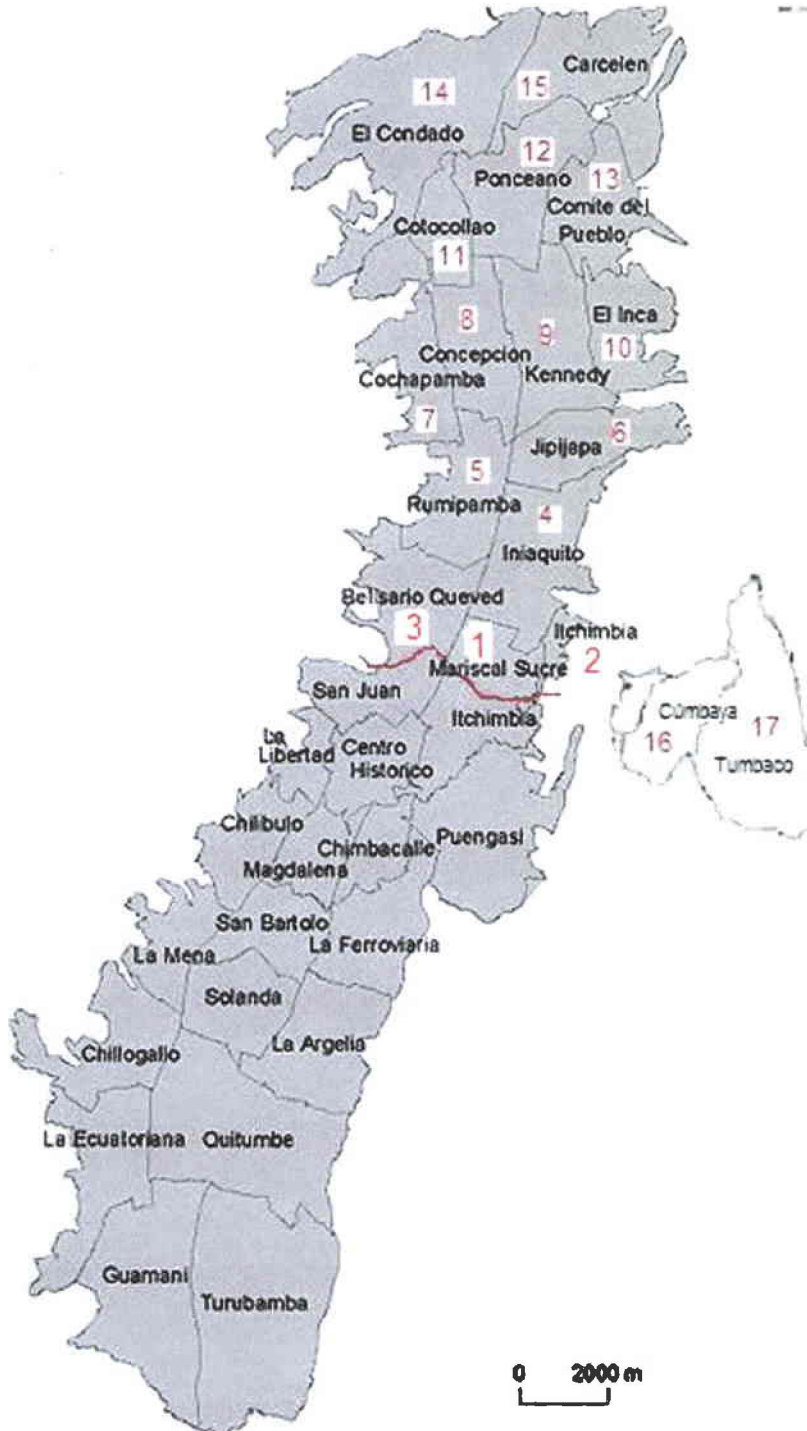 Carcelen
14
15
El Condado
12
Ponceano
13
Comite del
Pueblo
Cotocollao
11
8
9
El Inca
10
Concepcion
Kennedy
Cochapamba
7
6
Jipijapa
5
Rumipamba
4
Iniaquito
Belisario Queved
Itchimbia
3
1
2
Mariscal Sucre
San Juan
Itchimbia
Cumbaya
17
16
Tumbaco
La
Libertad
Centro
Historico
Chilibulo
Chimbacalle
Puengasi
Magdalena
San Bartolo
La Ferroviaria
La Mena
Solanda
La Argelia
Chillogallo
La Ecuatoriana
Quitumbe
Guamani
Turubamba
0 2000 m